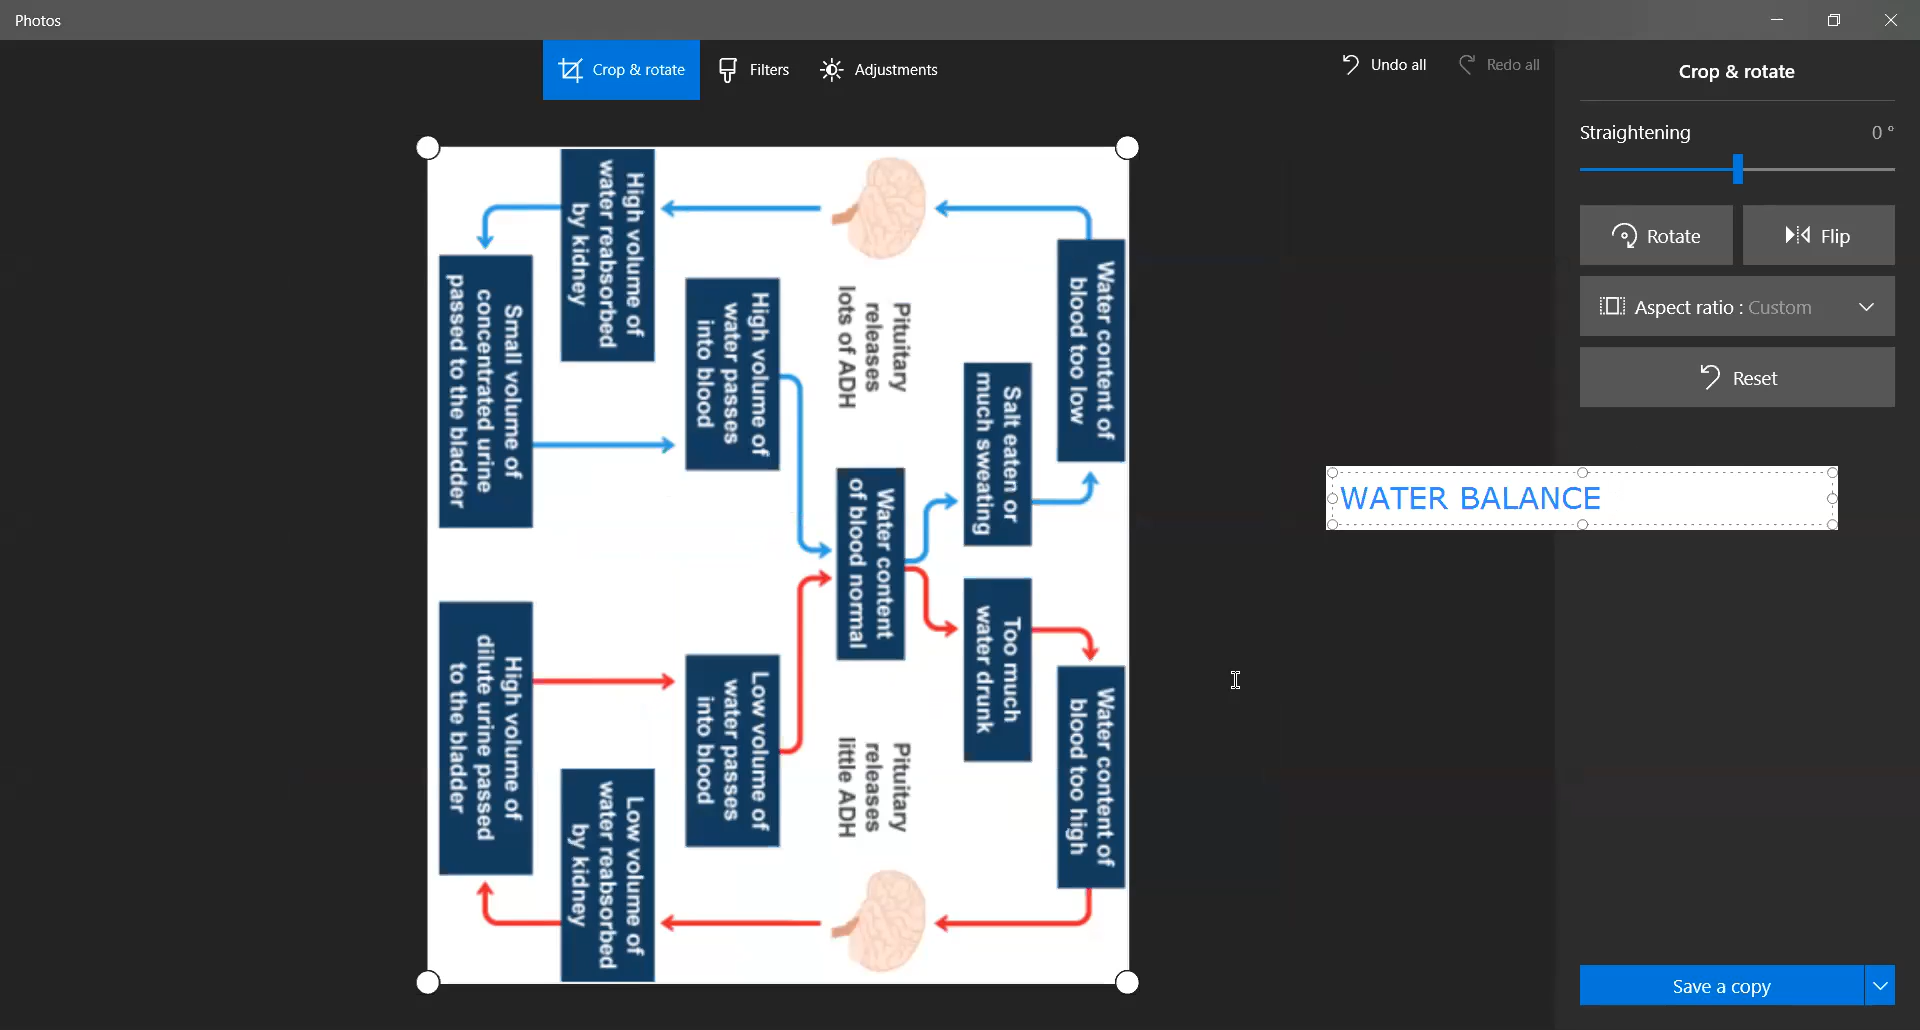 Photos
Crop & rotate
Filters
Adjustments
Undo all
Redo all
Crop & rotate
Straightening
0 °
Rotate
Flip
Aspect ratio : Custom
Reset
WATER BALANCE
Save a copy
Water content of
blood too low
Water content of
blood too high
Salt eaten or
much sweating
Too much
water drunk
Pituitary
releases
lots of ADH
Water content
of blood normal
Pituitary
releases
little ADH
High volume of
water passes
into blood
Low volume of
water passes
into blood
High volume of
water reabsorbed
by kidney
Low volume of
water reabsorbed
by kidney
Small volume of
concentrated urine
passed to the bladder
High volume of
dilute urine passed
to the bladder